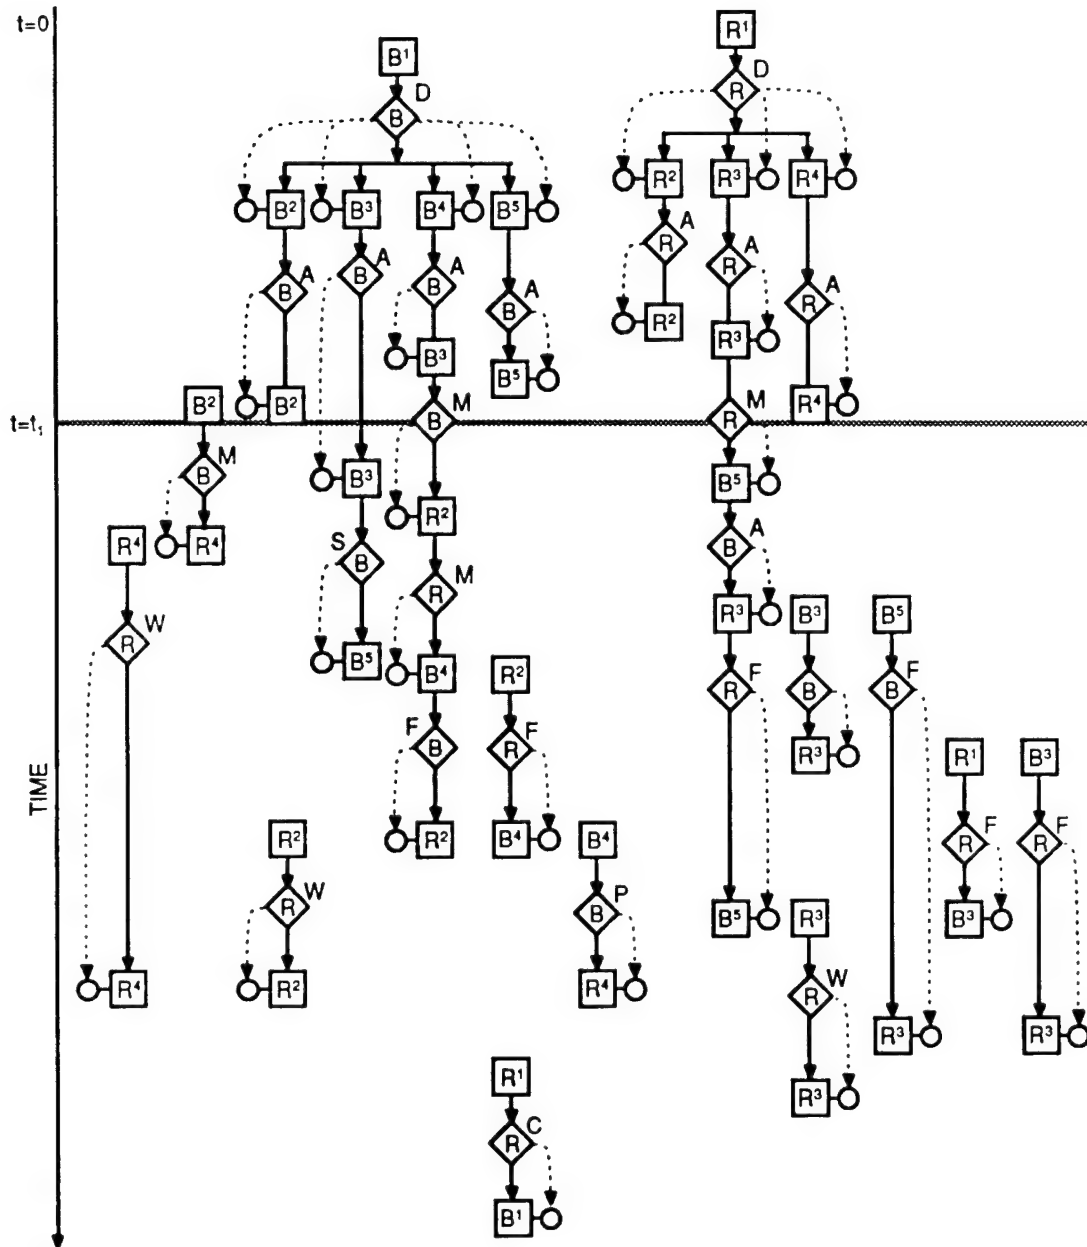 t=0
B¹
R¹
D
B
D
R
B²
B³
B⁴
B⁵
R²
R³
R⁴
A
B
A
B
A
B
A
B
A
R
A
R
A
R
B³
B⁵
R²
R³
R⁴
B²
B²
t=t₁
M
B
M
R
M
B
B³
B⁵
R⁴
R⁴
R²
S
B
A
B
M
R
R³
B³
B⁵
W
R
B⁵
B⁴
R²
F
R
B
F
B
F
B
F
R
R³
R¹
B³
TIME
R²
R²
B⁴
B⁴
F
R
F
R
W
R
P
B
B⁵
R³
B³
R⁴
R²
R⁴
W
R
R³
R³
R¹
R³
C
R
B¹